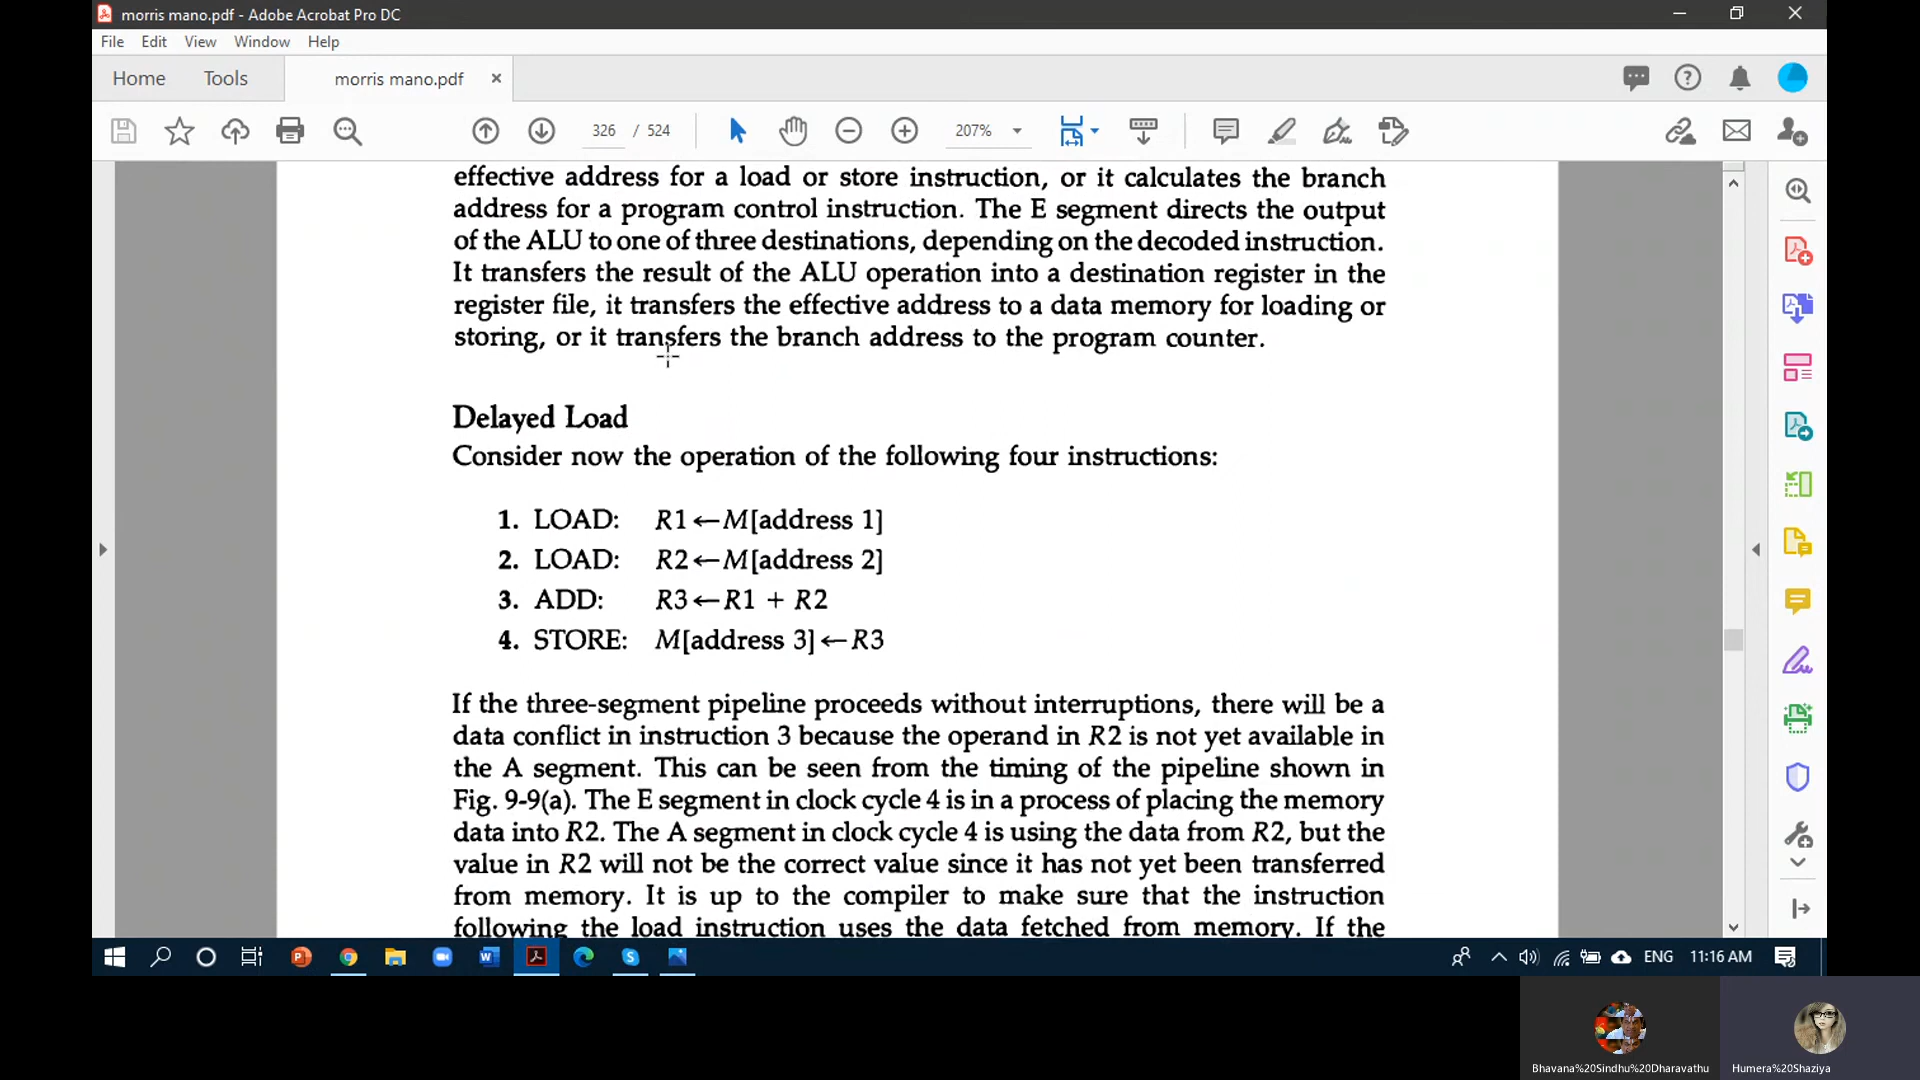 morris mano.pdf - Adobe Acrobat Pro DC
File Edit View Window Help
Home Tools morris mano.pdf
326 / 524 207%
effective address for a load or store instruction, or it calculates the branch
address for a program control instruction. The E segment directs the output
of the ALU to one of three destinations, depending on the decoded instruction.
It transfers the result of the ALU operation into a destination register in the
register file, it transfers the effective address to a data memory for loading or
storing, or it transfers the branch address to the program counter.
Delayed Load
Consider now the operation of the following four instructions:
1. LOAD: R1←M[address 1]
2. LOAD: R2←M[address 2]
3. ADD: R3←R1 + R2
4. STORE: M[address 3]←R3
If the three-segment pipeline proceeds without interruptions, there will be a
data conflict in instruction 3 because the operand in R2 is not yet available in
the A segment. This can be seen from the timing of the pipeline shown in
Fig. 9-9(a). The E segment in clock cycle 4 is in a process of placing the memory
data into R2. The A segment in clock cycle 4 is using the data from R2, but the
value in R2 will not be the correct value since it has not yet been transferred
from memory. It is up to the compiler to make sure that the instruction
following the load instruction uses the data fetched from memory. If the
ENG 11:16 AM
Bhavana%20Sindhu%20Dharavathu Humera%20Shaziya